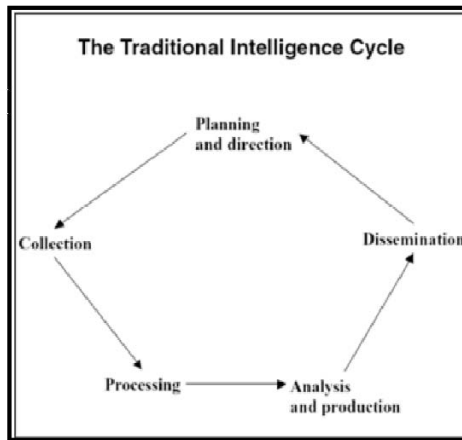 The Traditional Intelligence Cycle
Planning
and direction
Collection
Dissemination
Processing
Analysis
and production